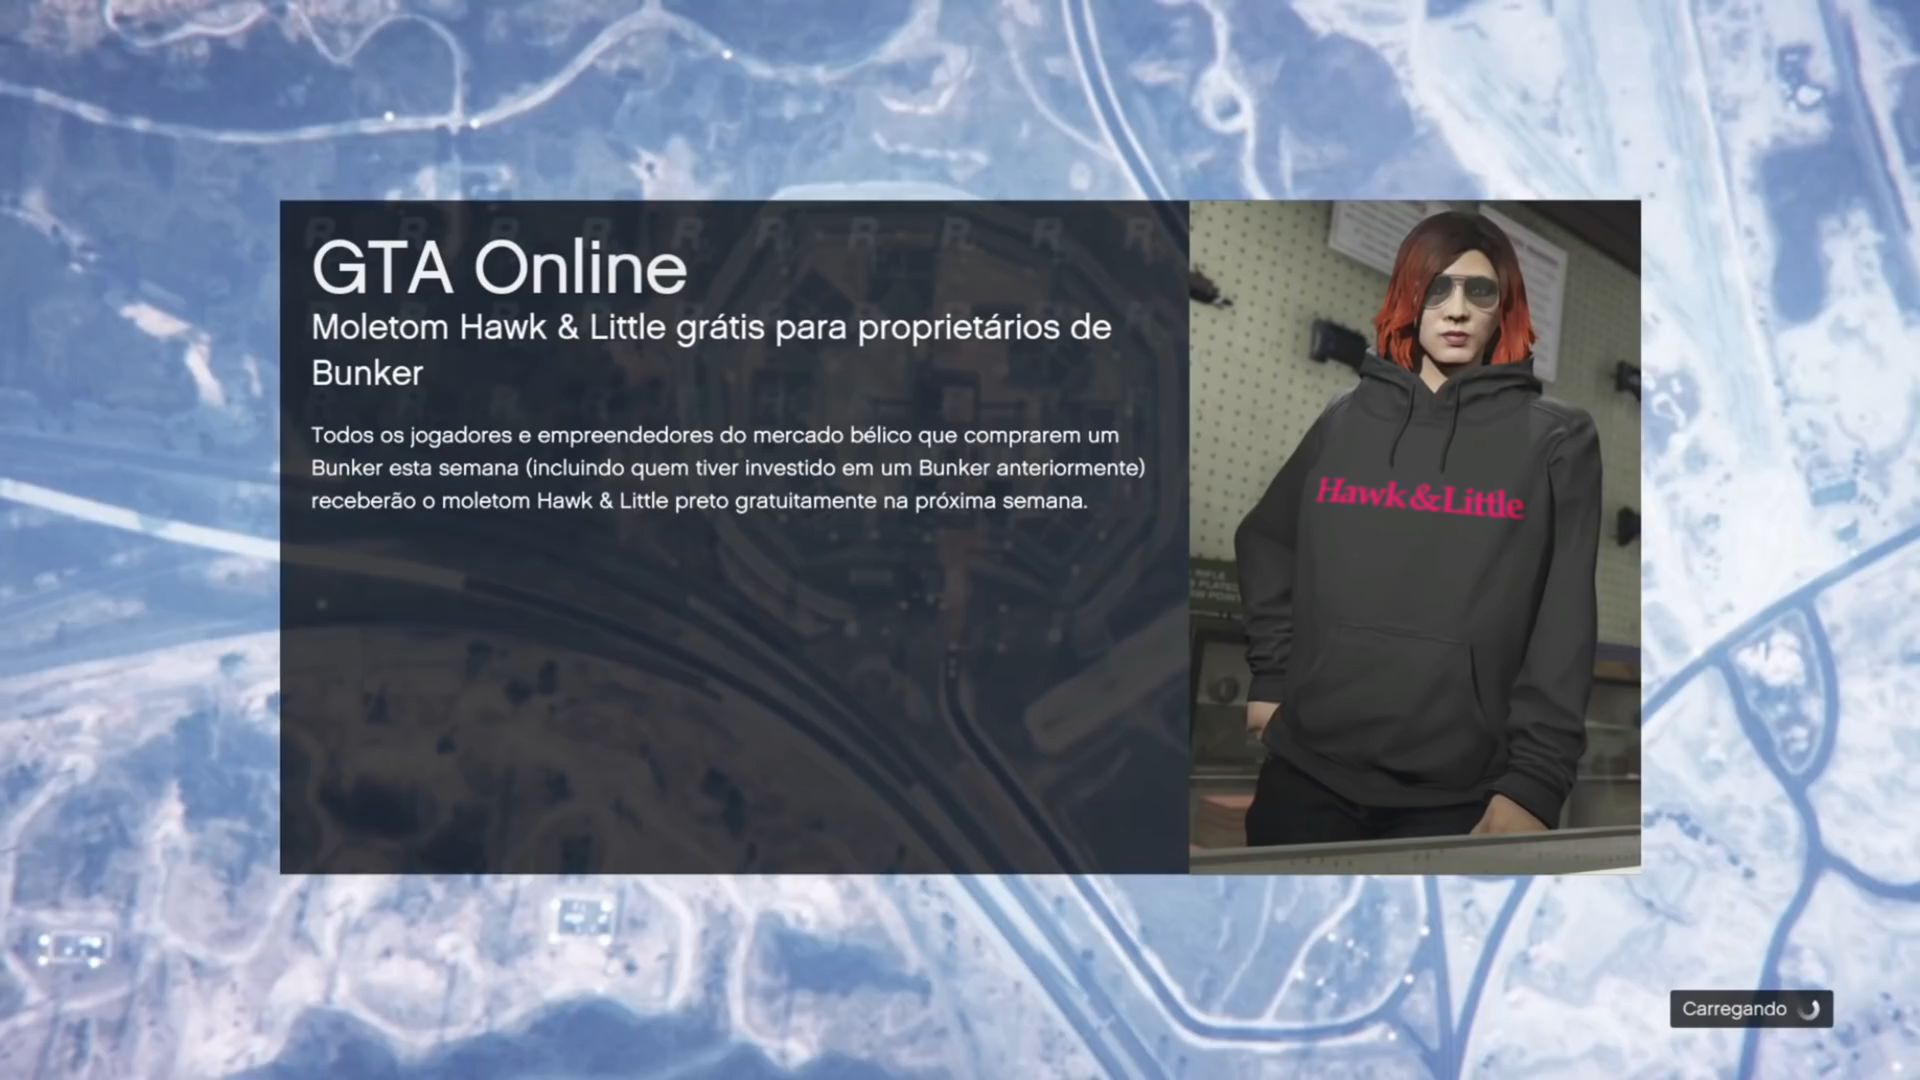 GTA Online
Moletom Hawk & Little grátis para proprietários de
Bunker
Todos os jogadores e empreendedores do mercado bélico que comprarem um
Bunker esta semana (incluindo quem tiver investido em um Bunker anteriormente)
receberão o moletom Hawk & Little preto gratuitamente na próxima semana.
Hawk & Little
Carregando